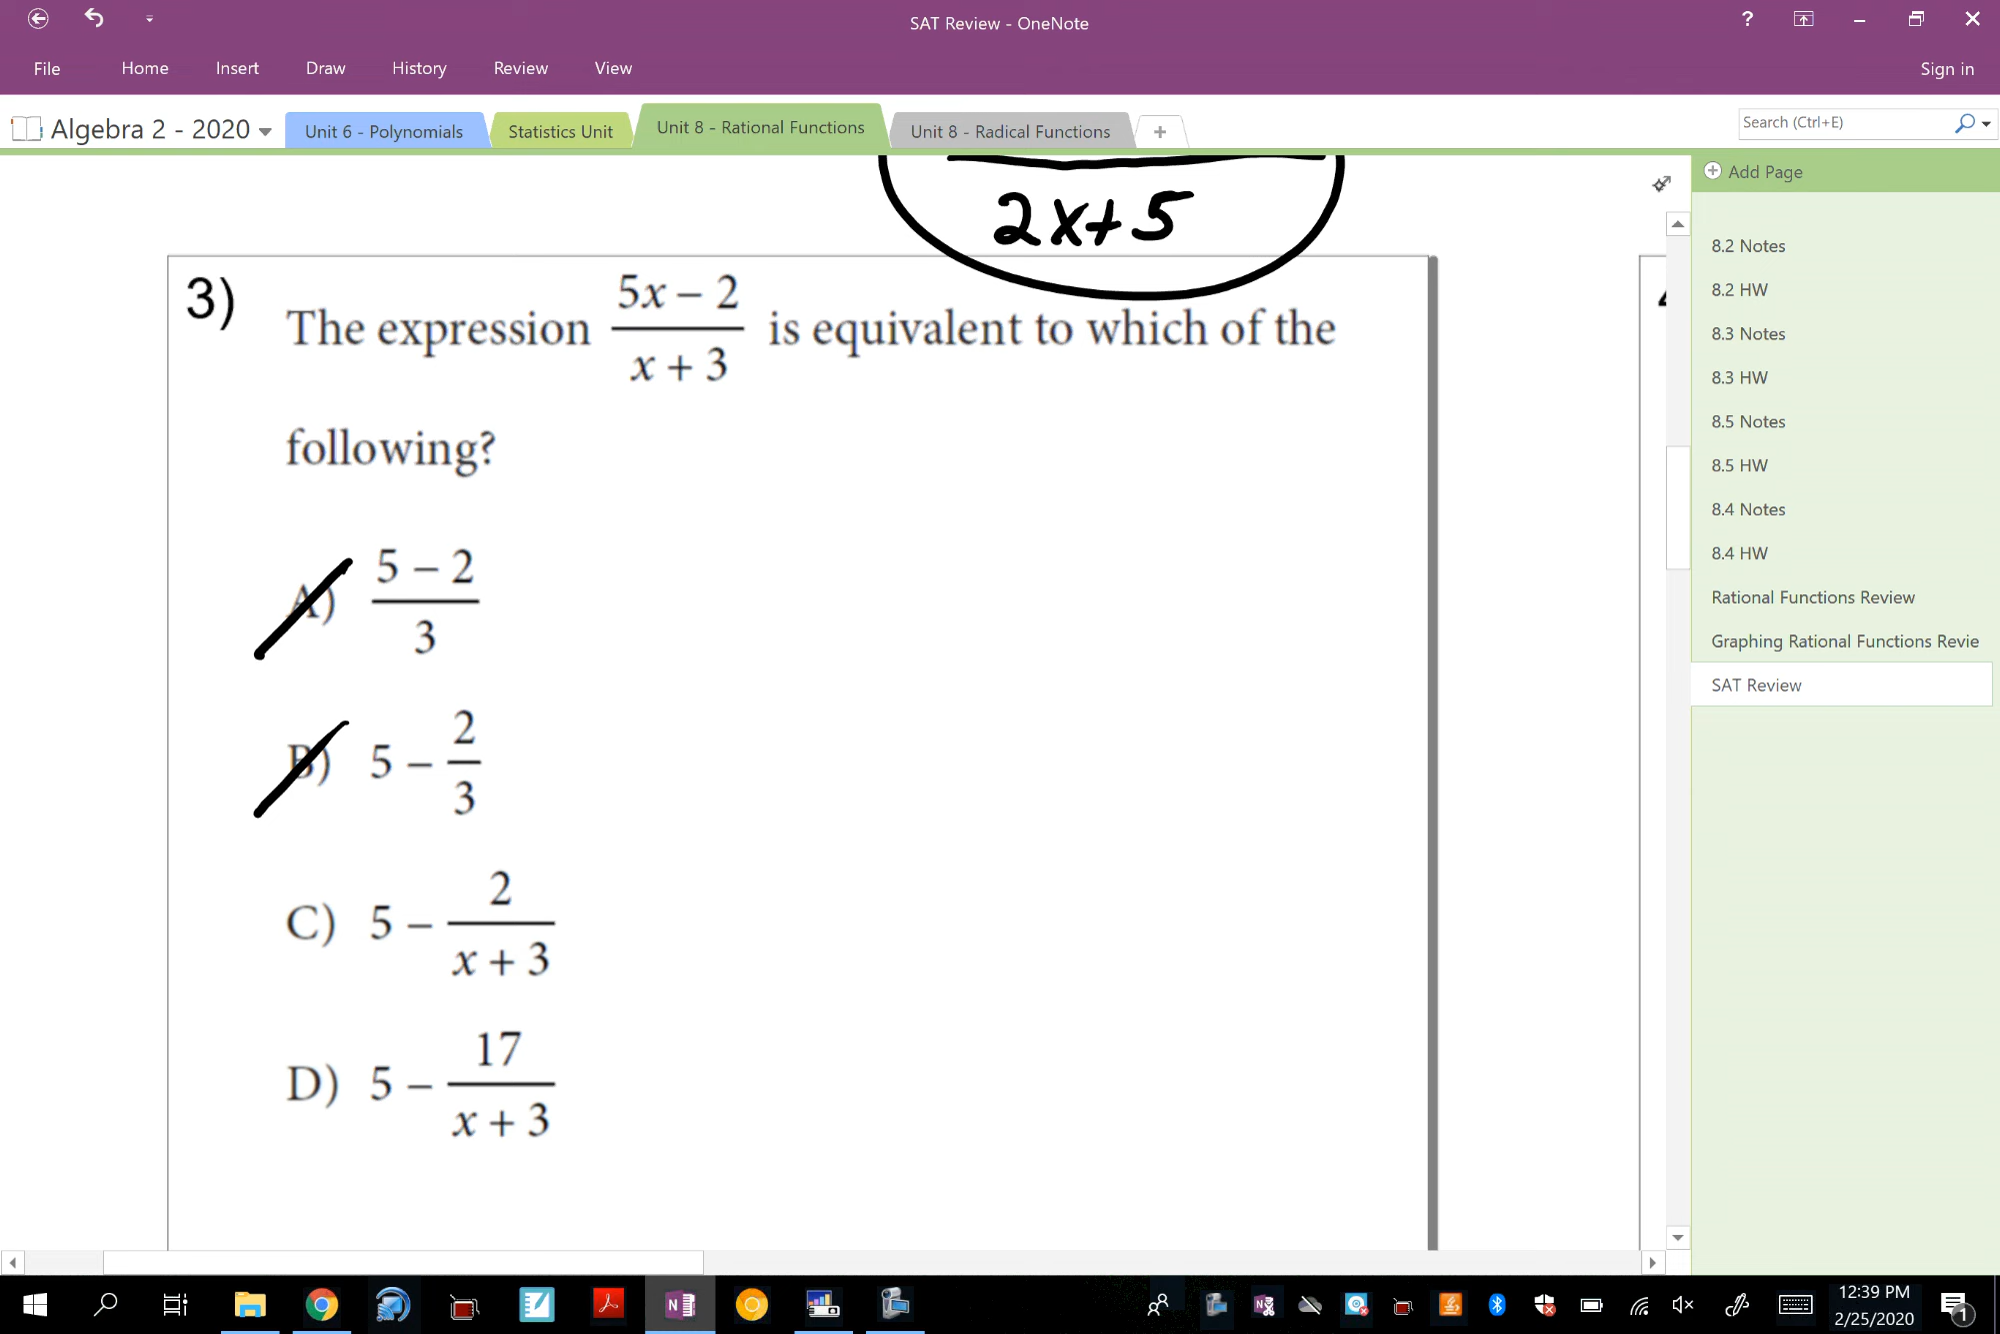 SAT Review - OneNote
?
File Home Insert Draw History Review View Sign in
Algebra 2 - 2020 Unit 6 - Polynomials Statistics Unit Unit 8 - Rational Functions Unit 8 - Radical Functions + Search (Ctrl+E)
Add Page
2x+5
3)
The expression (5x − 2)/(x + 3) is equivalent to which of the
following?
A) (5 − 2)/3
B) 5 − 2/3
C) 5 − 2/(x + 3)
D) 5 − 17/(x + 3)
8.2 Notes
8.2 HW
8.3 Notes
8.3 HW
8.5 Notes
8.5 HW
8.4 Notes
8.4 HW
Rational Functions Review
Graphing Rational Functions Revie
SAT Review
12:39 PM
2/25/2020
1